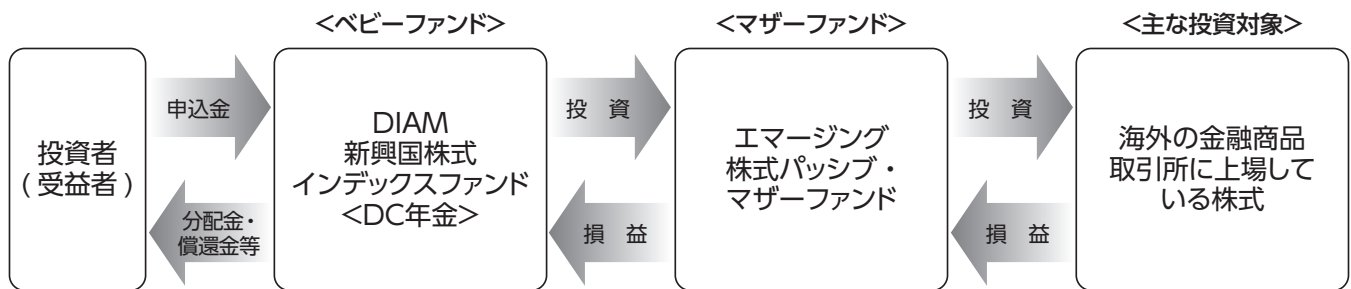 <ベビーファンド>
<マザーファンド>
<主な投資対象>
投資者
(受益者)
申込金
分配金・
償還金等
DIAM
新興国株式
インデックスファンド
<DC年金>
投 資
損 益
エマージング
株式パッシブ・
マザーファンド
投 資
損 益
海外の金融商品
取引所に上場して
いる株式